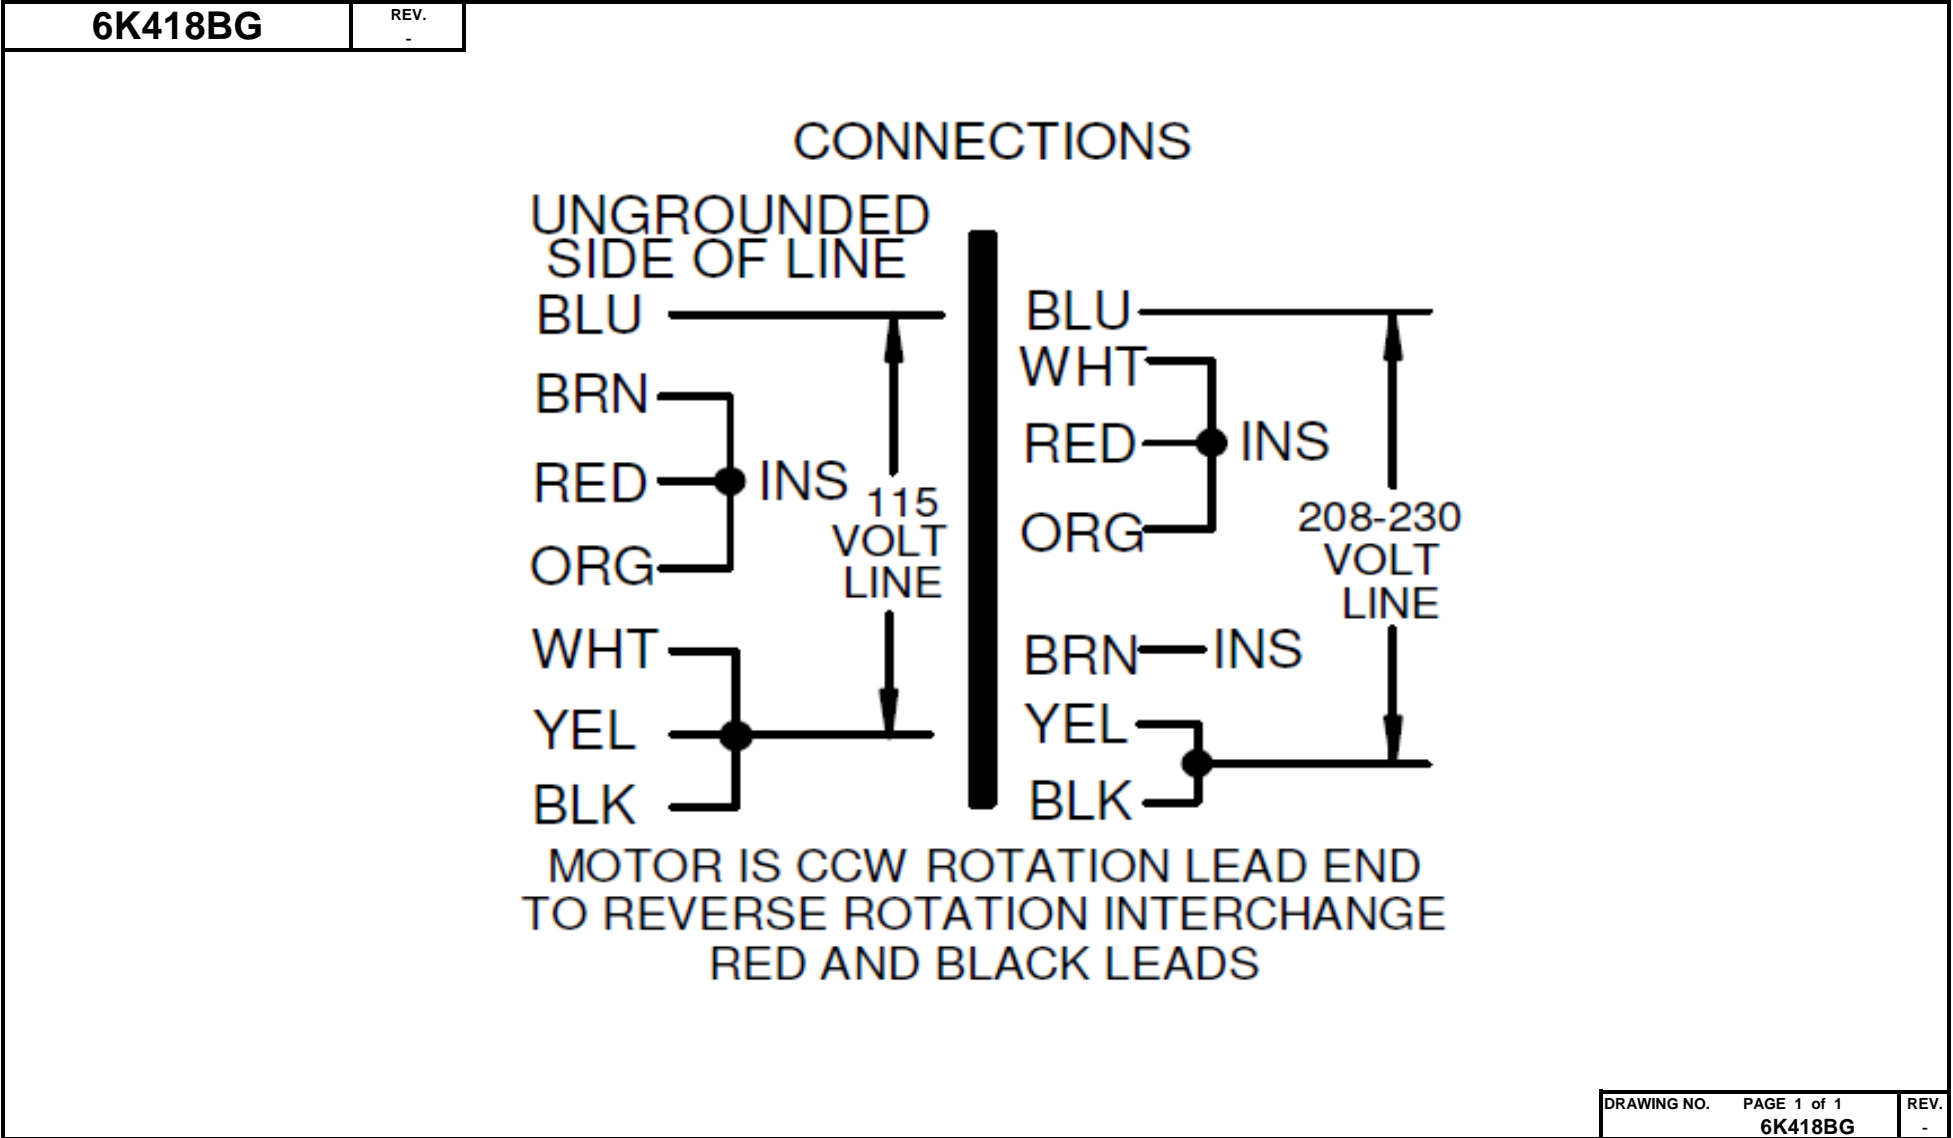 6K418BG
REV.
-
CONNECTIONS
UNGROUNDED
SIDE OF LINE
BLU
BRN
RED
INS
ORG
115
VOLT
LINE
WHT
YEL
BLK
BLU
WHT
RED
INS
ORG
208-230
VOLT
LINE
BRN
INS
YEL
BLK
MOTOR IS CCW ROTATION LEAD END
TO REVERSE ROTATION INTERCHANGE
RED AND BLACK LEADS
DRAWING NO. PAGE 1 of 1
6K418BG
REV.
-